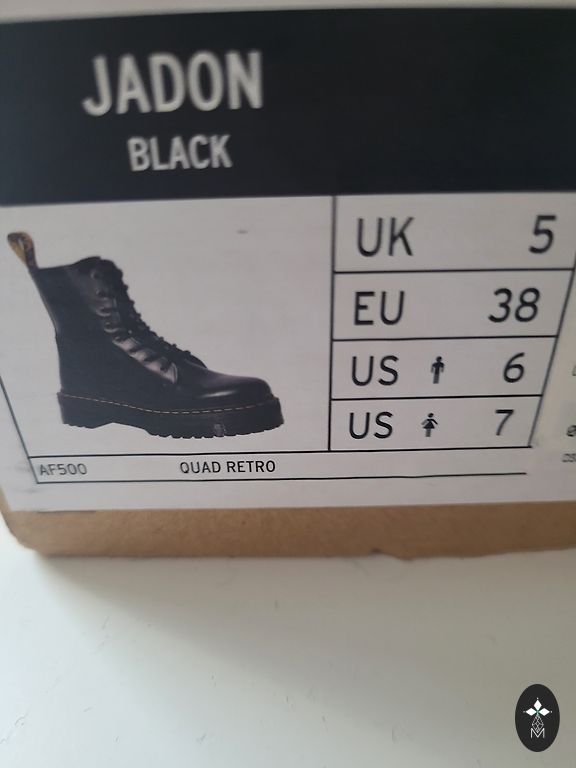 JADON
BLACK
UK 5
EU 38
US 6
US 7
AF500 QUAD RETRO
M